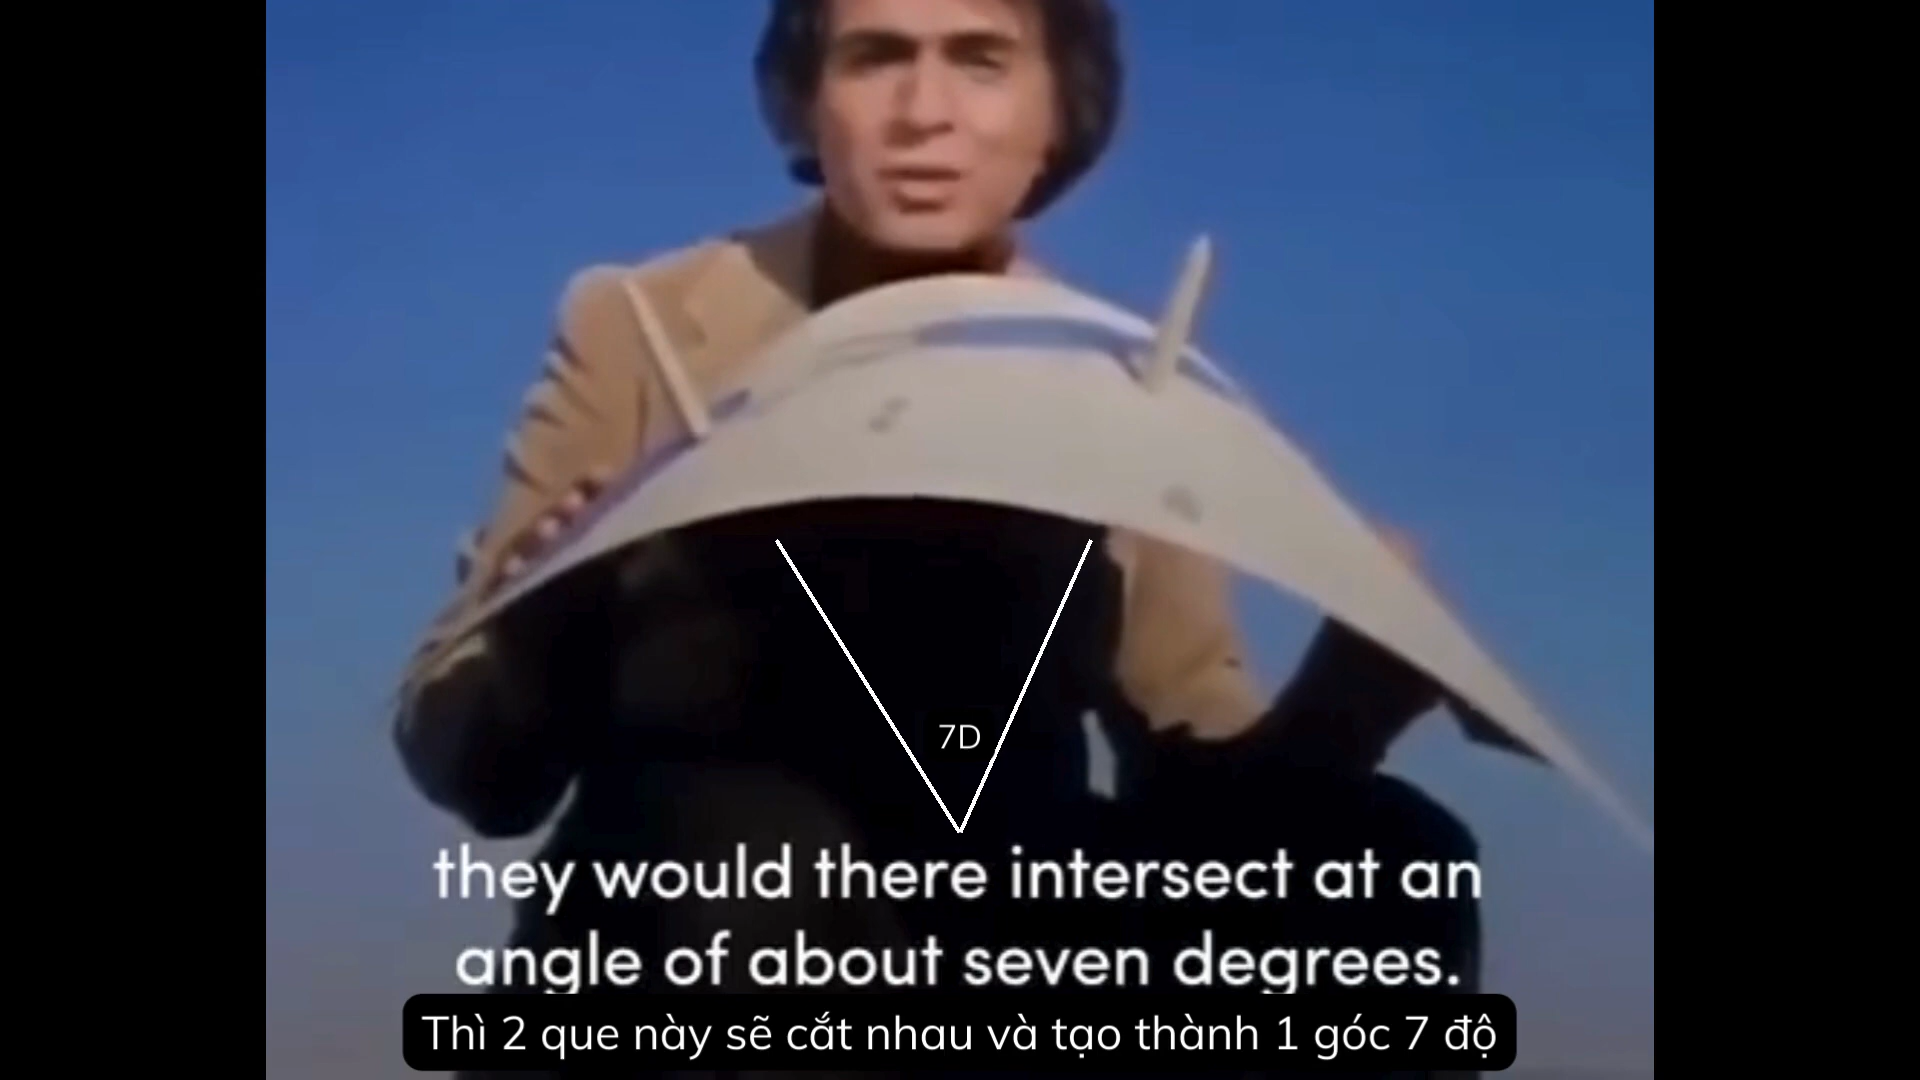 7D
they would there intersect at an
angle of about seven degrees.
Thì 2 que này sẽ cắt nhau và tạo thành 1 góc 7 độ